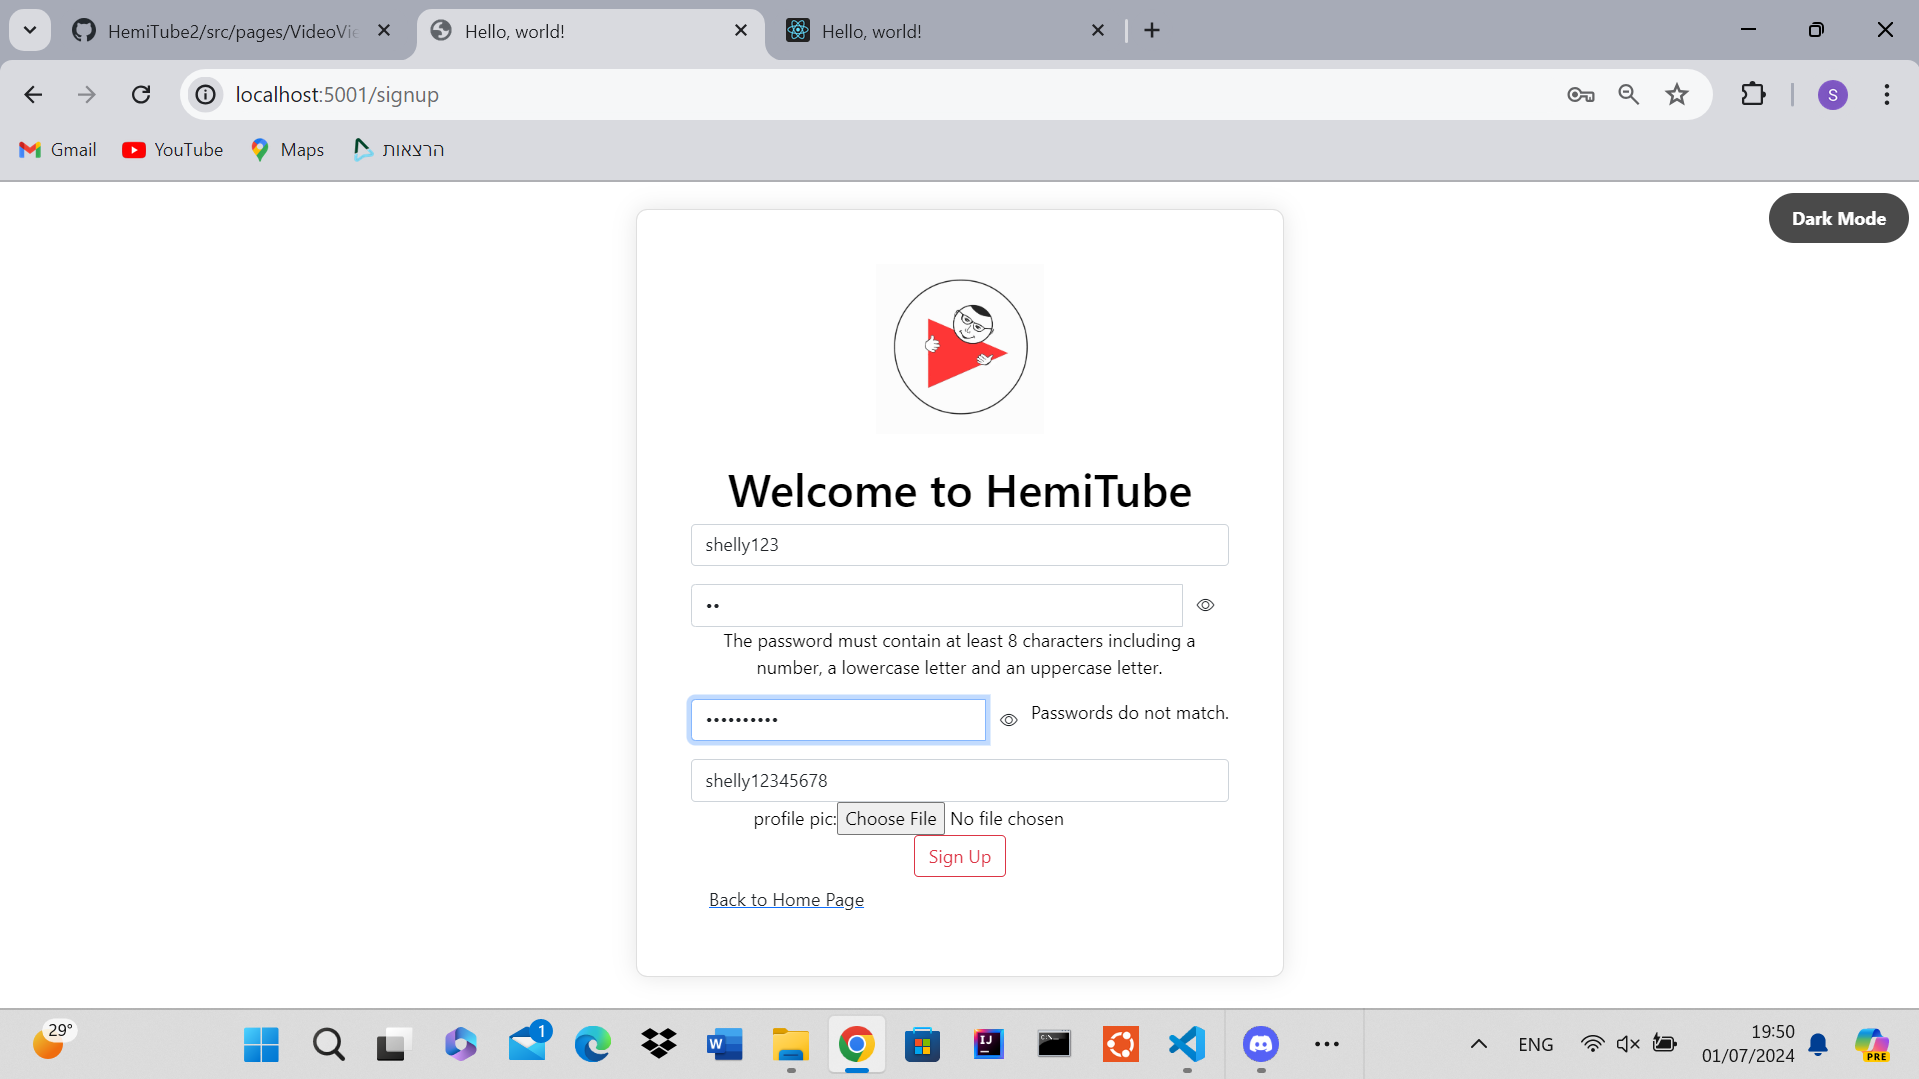 HemiTube2/src/pages/VideoVie
Hello, world!
Hello, world!
localhost:5001/signup
S
Gmail
YouTube
Maps
הרצאות
Dark Mode
Welcome to HemiTube
shelly123
••
The password must contain at least 8 characters including a
number, a lowercase letter and an uppercase letter.
••••••••••
Passwords do not match.
shelly12345678
profile pic: Choose File No file chosen
Sign Up
Back to Home Page
29°
1
W
IJ
C:\
ENG
19:50
01/07/2024
PRE